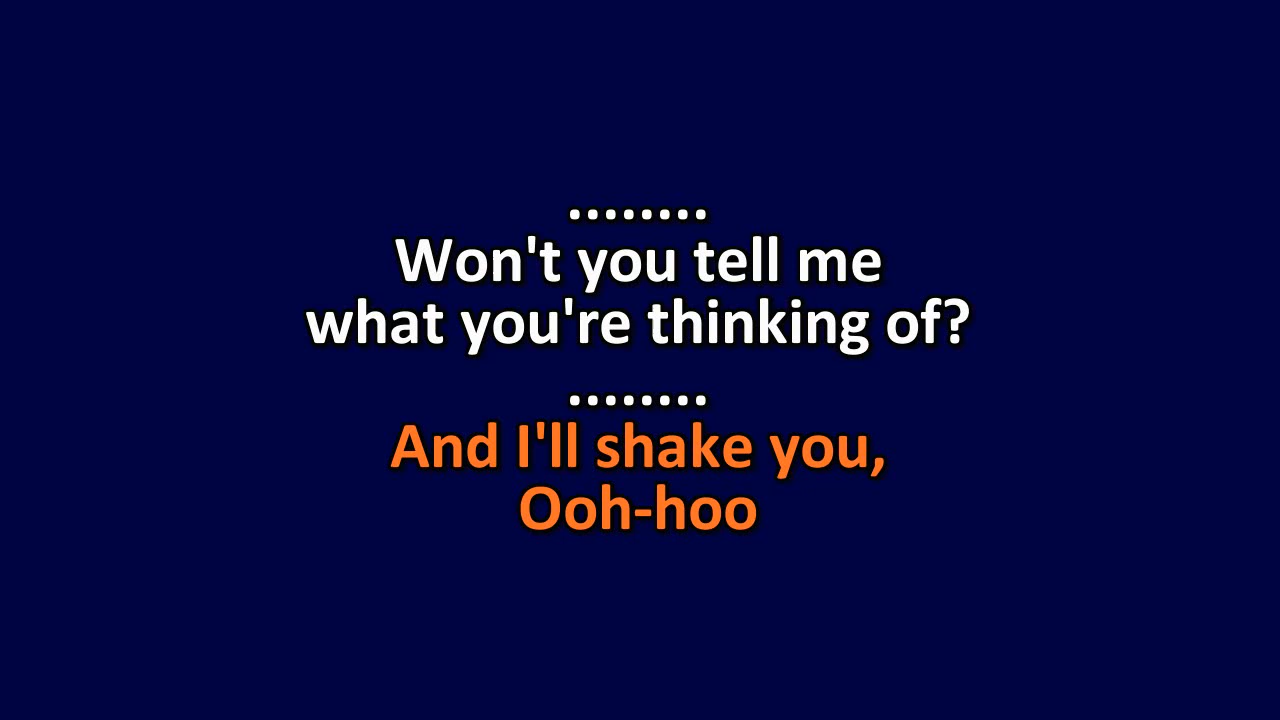 ........
Won't you tell me
what you're thinking of?
........
And I'll shake you,
Ooh-hoo